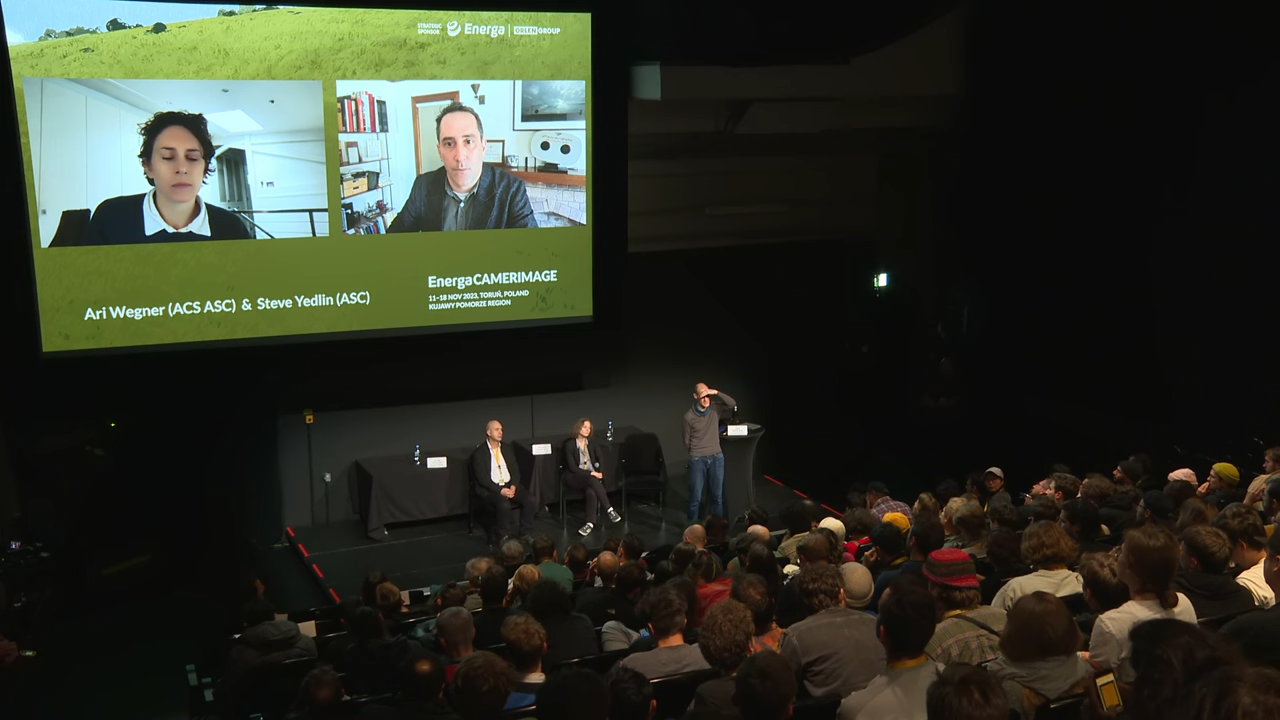 STRATEGIC
SPONSOR
Energa
ORLEN GROUP
Ari Wegner (ACS ASC) & Steve Yedlin (ASC)
EnergaCAMERIMAGE
11–18 NOV 2023, TORUŃ, POLAND
KUJAWY POMORZE REGION